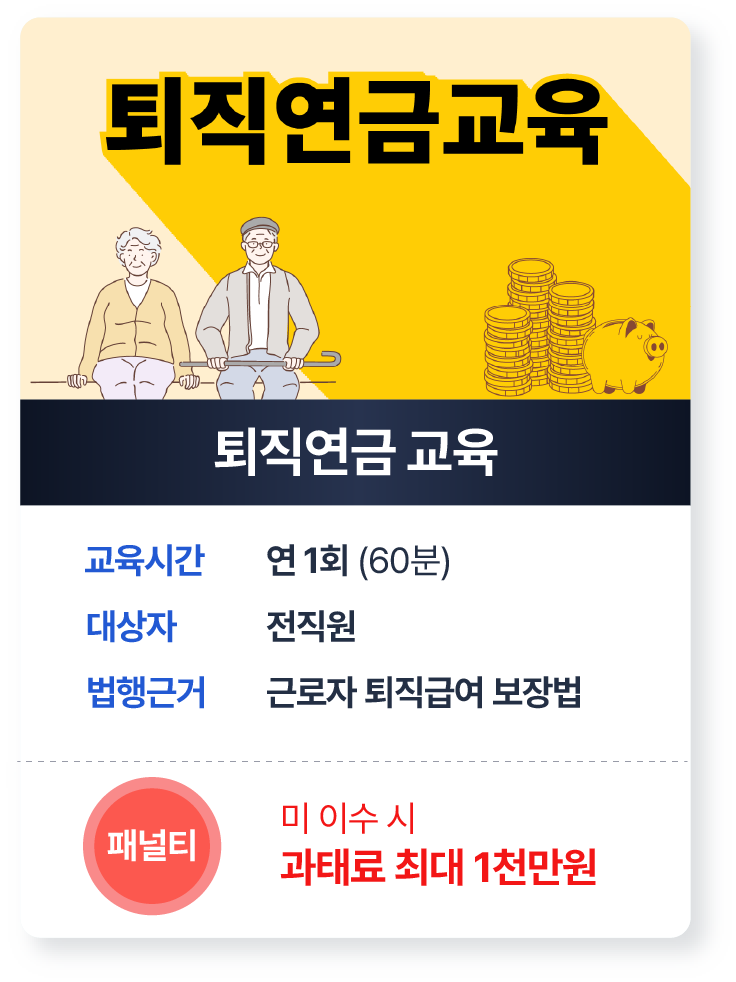 퇴직연금교육
퇴직연금 교육
교육시간 연 1회 (60분)
대상자 전직원
법행근거 근로자 퇴직급여 보장법
패널티
미 이수 시
과태료 최대 1천만원